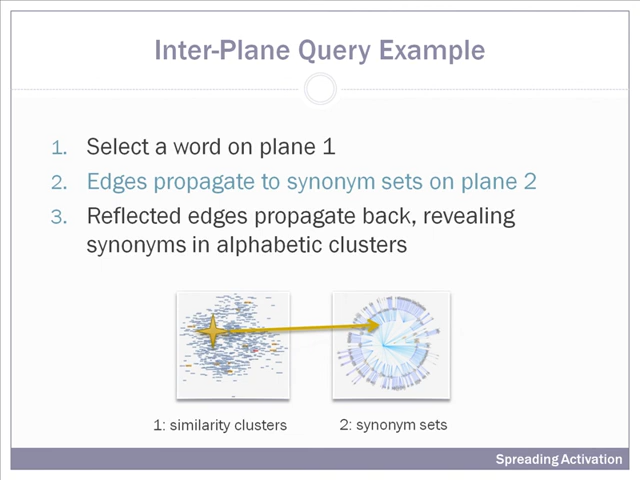 Inter-Plane Query Example
1. Select a word on plane 1
2. Edges propagate to synonym sets on plane 2
3. Reflected edges propagate back, revealing
synonyms in alphabetic clusters
1: similarity clusters
2: synonym sets
Spreading Activation